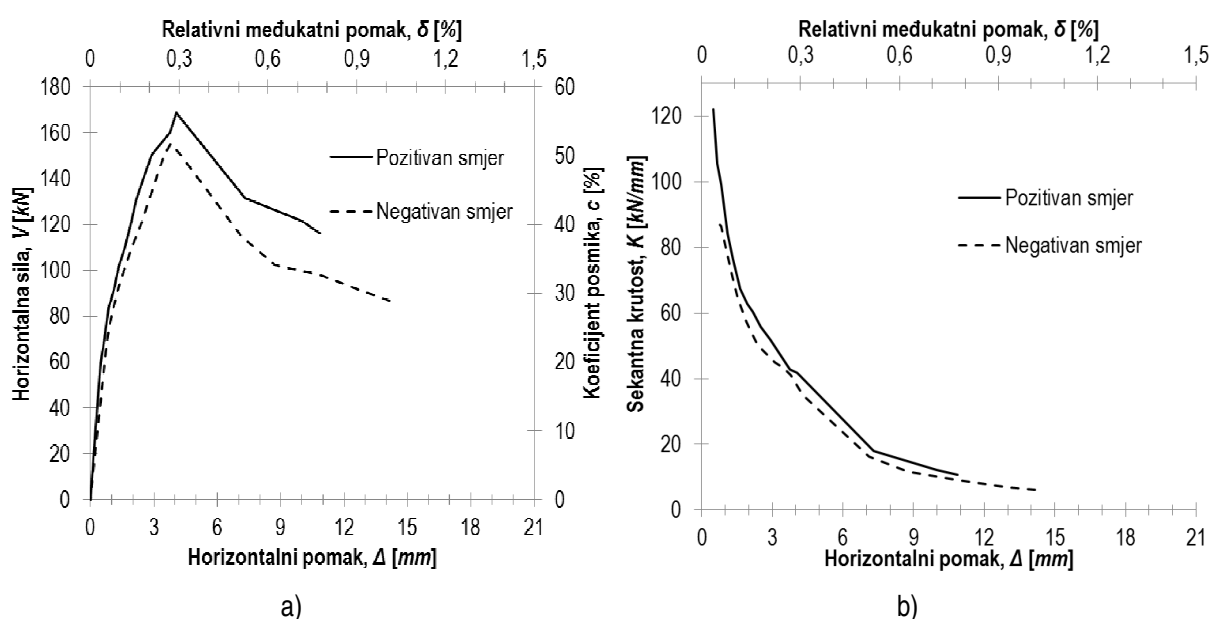 Relativni međukatni pomak, δ [%]
0 0,3 0,6 0,9 1,2 1,5
180
160
140
120
100
80
60
40
20
0
Horizontalna sila, V [kN]
60
50
40
30
20
10
0
Koeficijent posmika, c [%]
Pozitivan smjer
Negativan smjer
0 3 6 9 12 15 18 21
Horizontalni pomak, Δ [mm]
a)
Relativni međukatni pomak, δ [%]
0 0,3 0,6 0,9 1,2 1,5
120
100
80
60
40
20
0
Sekantna krutost, K [kN/mm]
Pozitivan smjer
Negativan smjer
0 3 6 9 12 15 18 21
Horizontalni pomak, Δ [mm]
b)